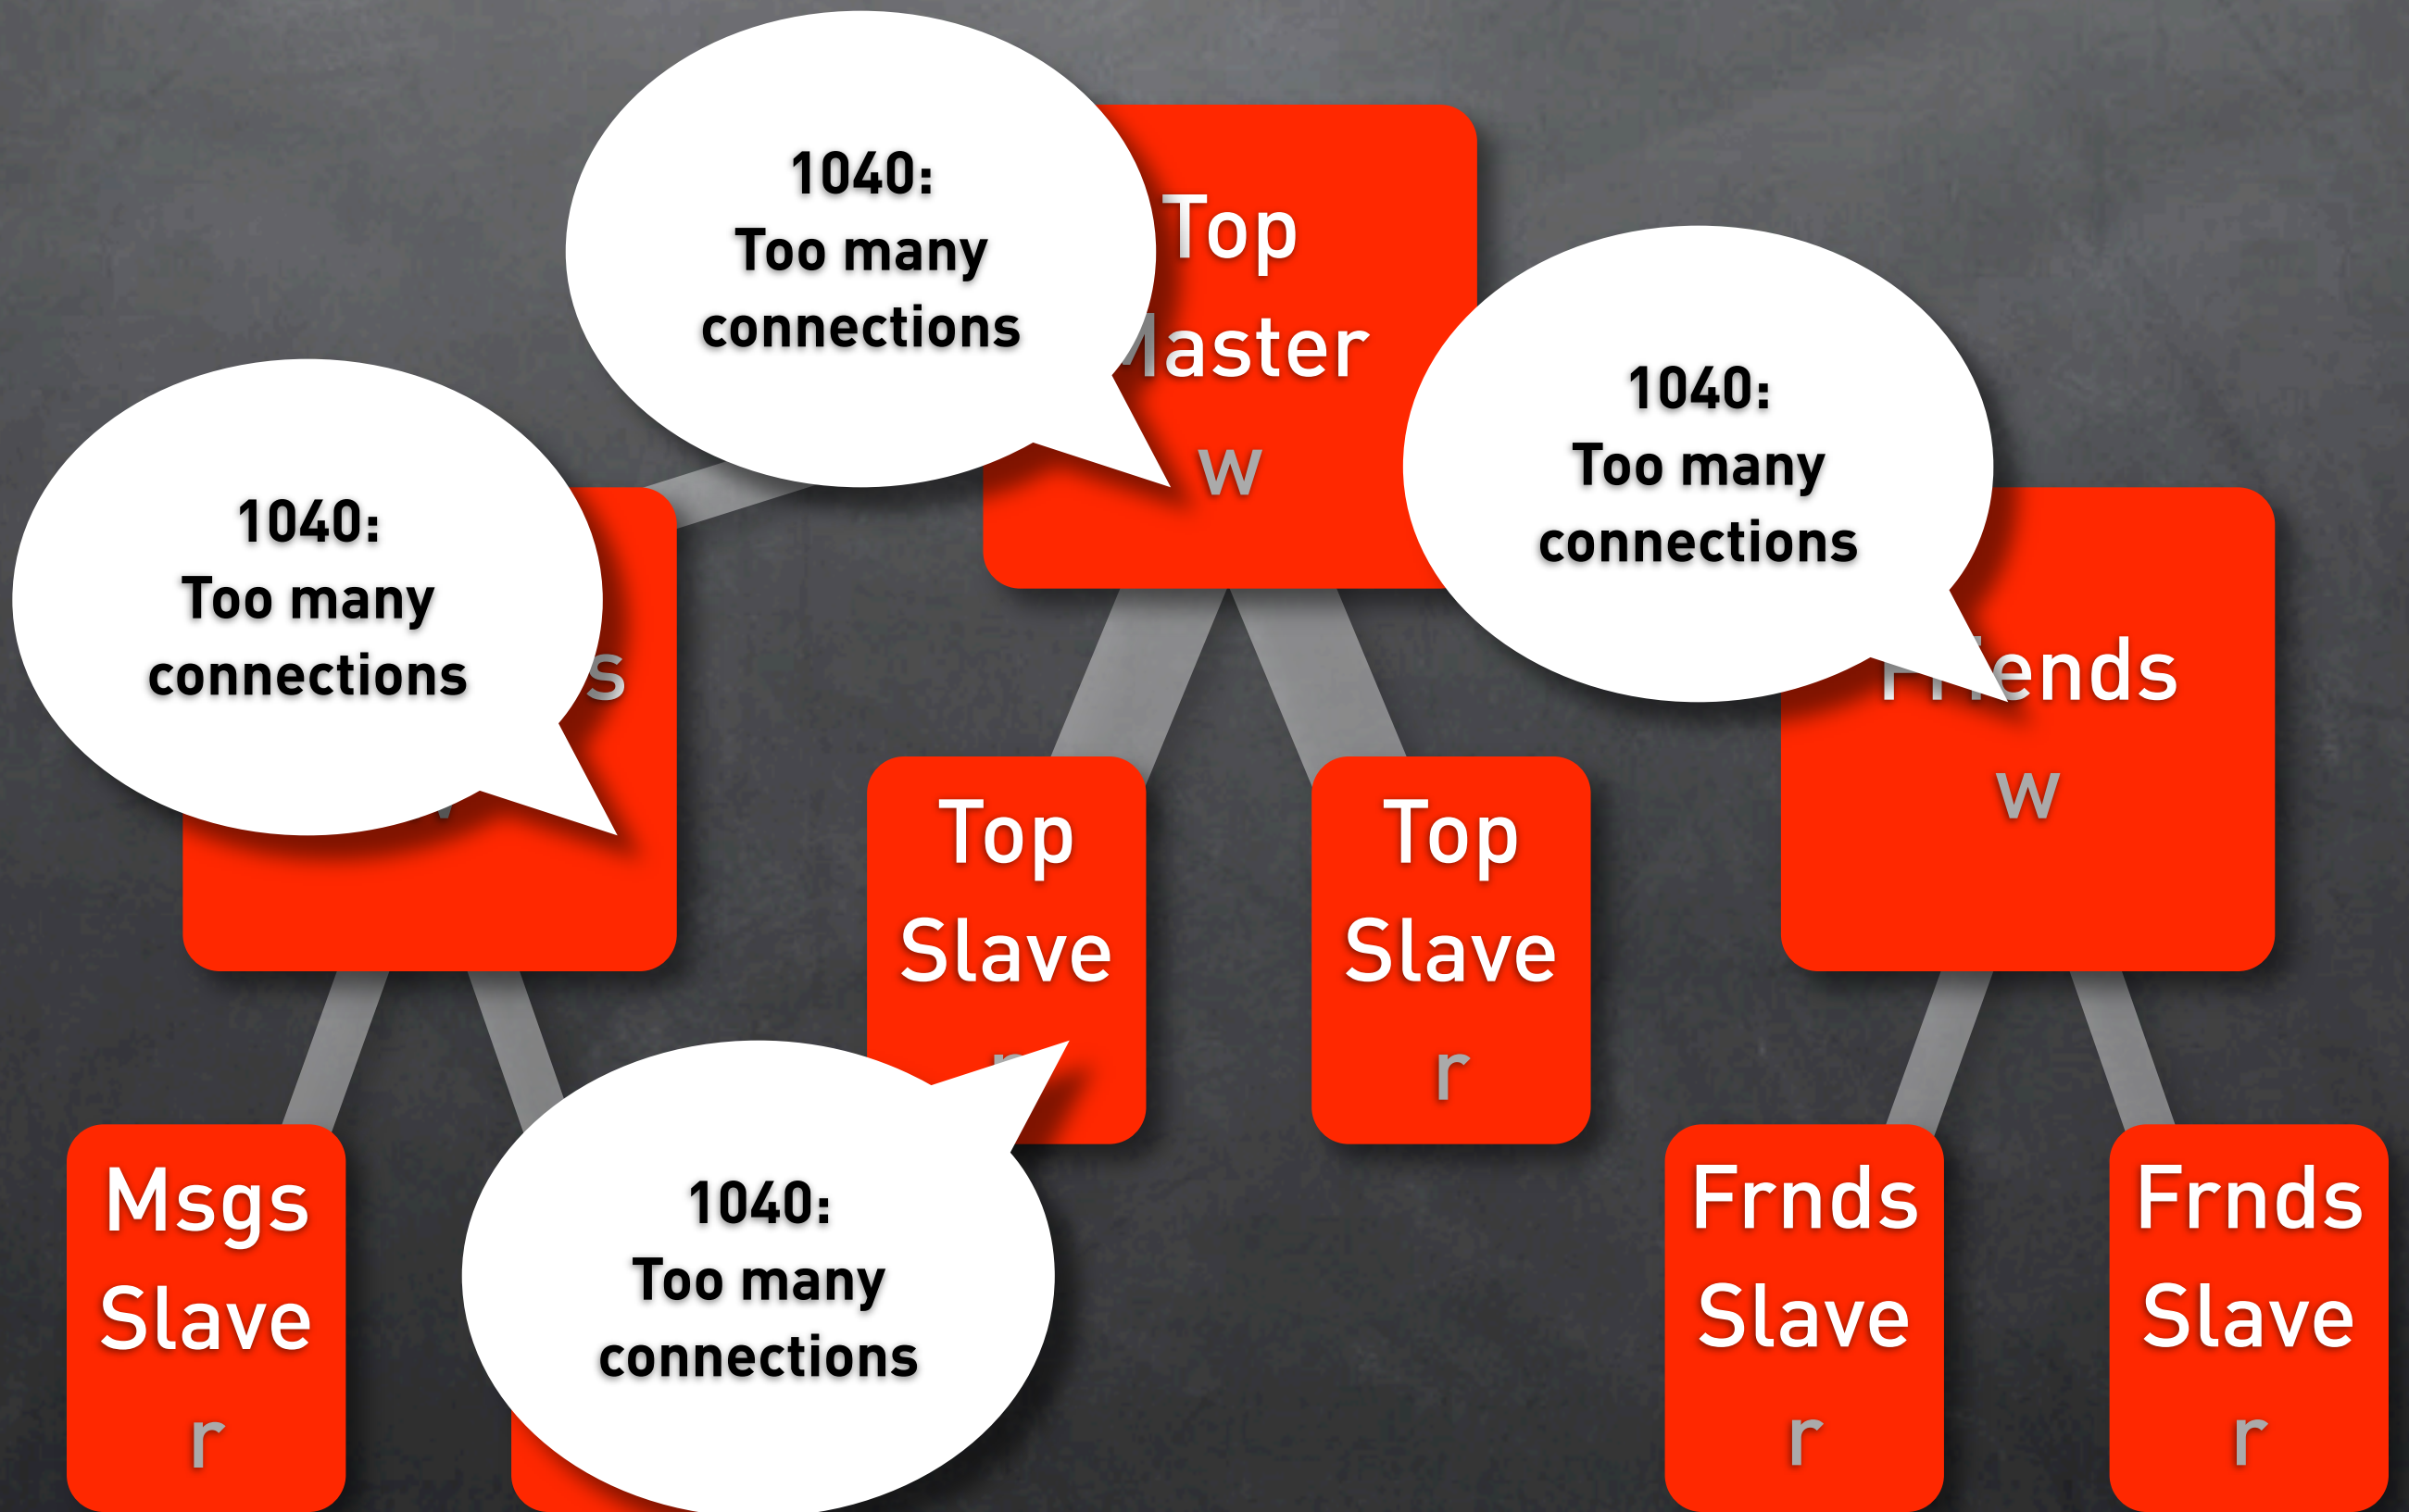 1040:
Too many
connections
Top
Master
w
1040:
Too many
connections
1040:
Too many
connections
s
Friends
w
Top
Slave
r
Top
Slave
r
Msgs
Slave
r
1040:
Too many
connections
Frnds
Slave
r
Frnds
Slave
r